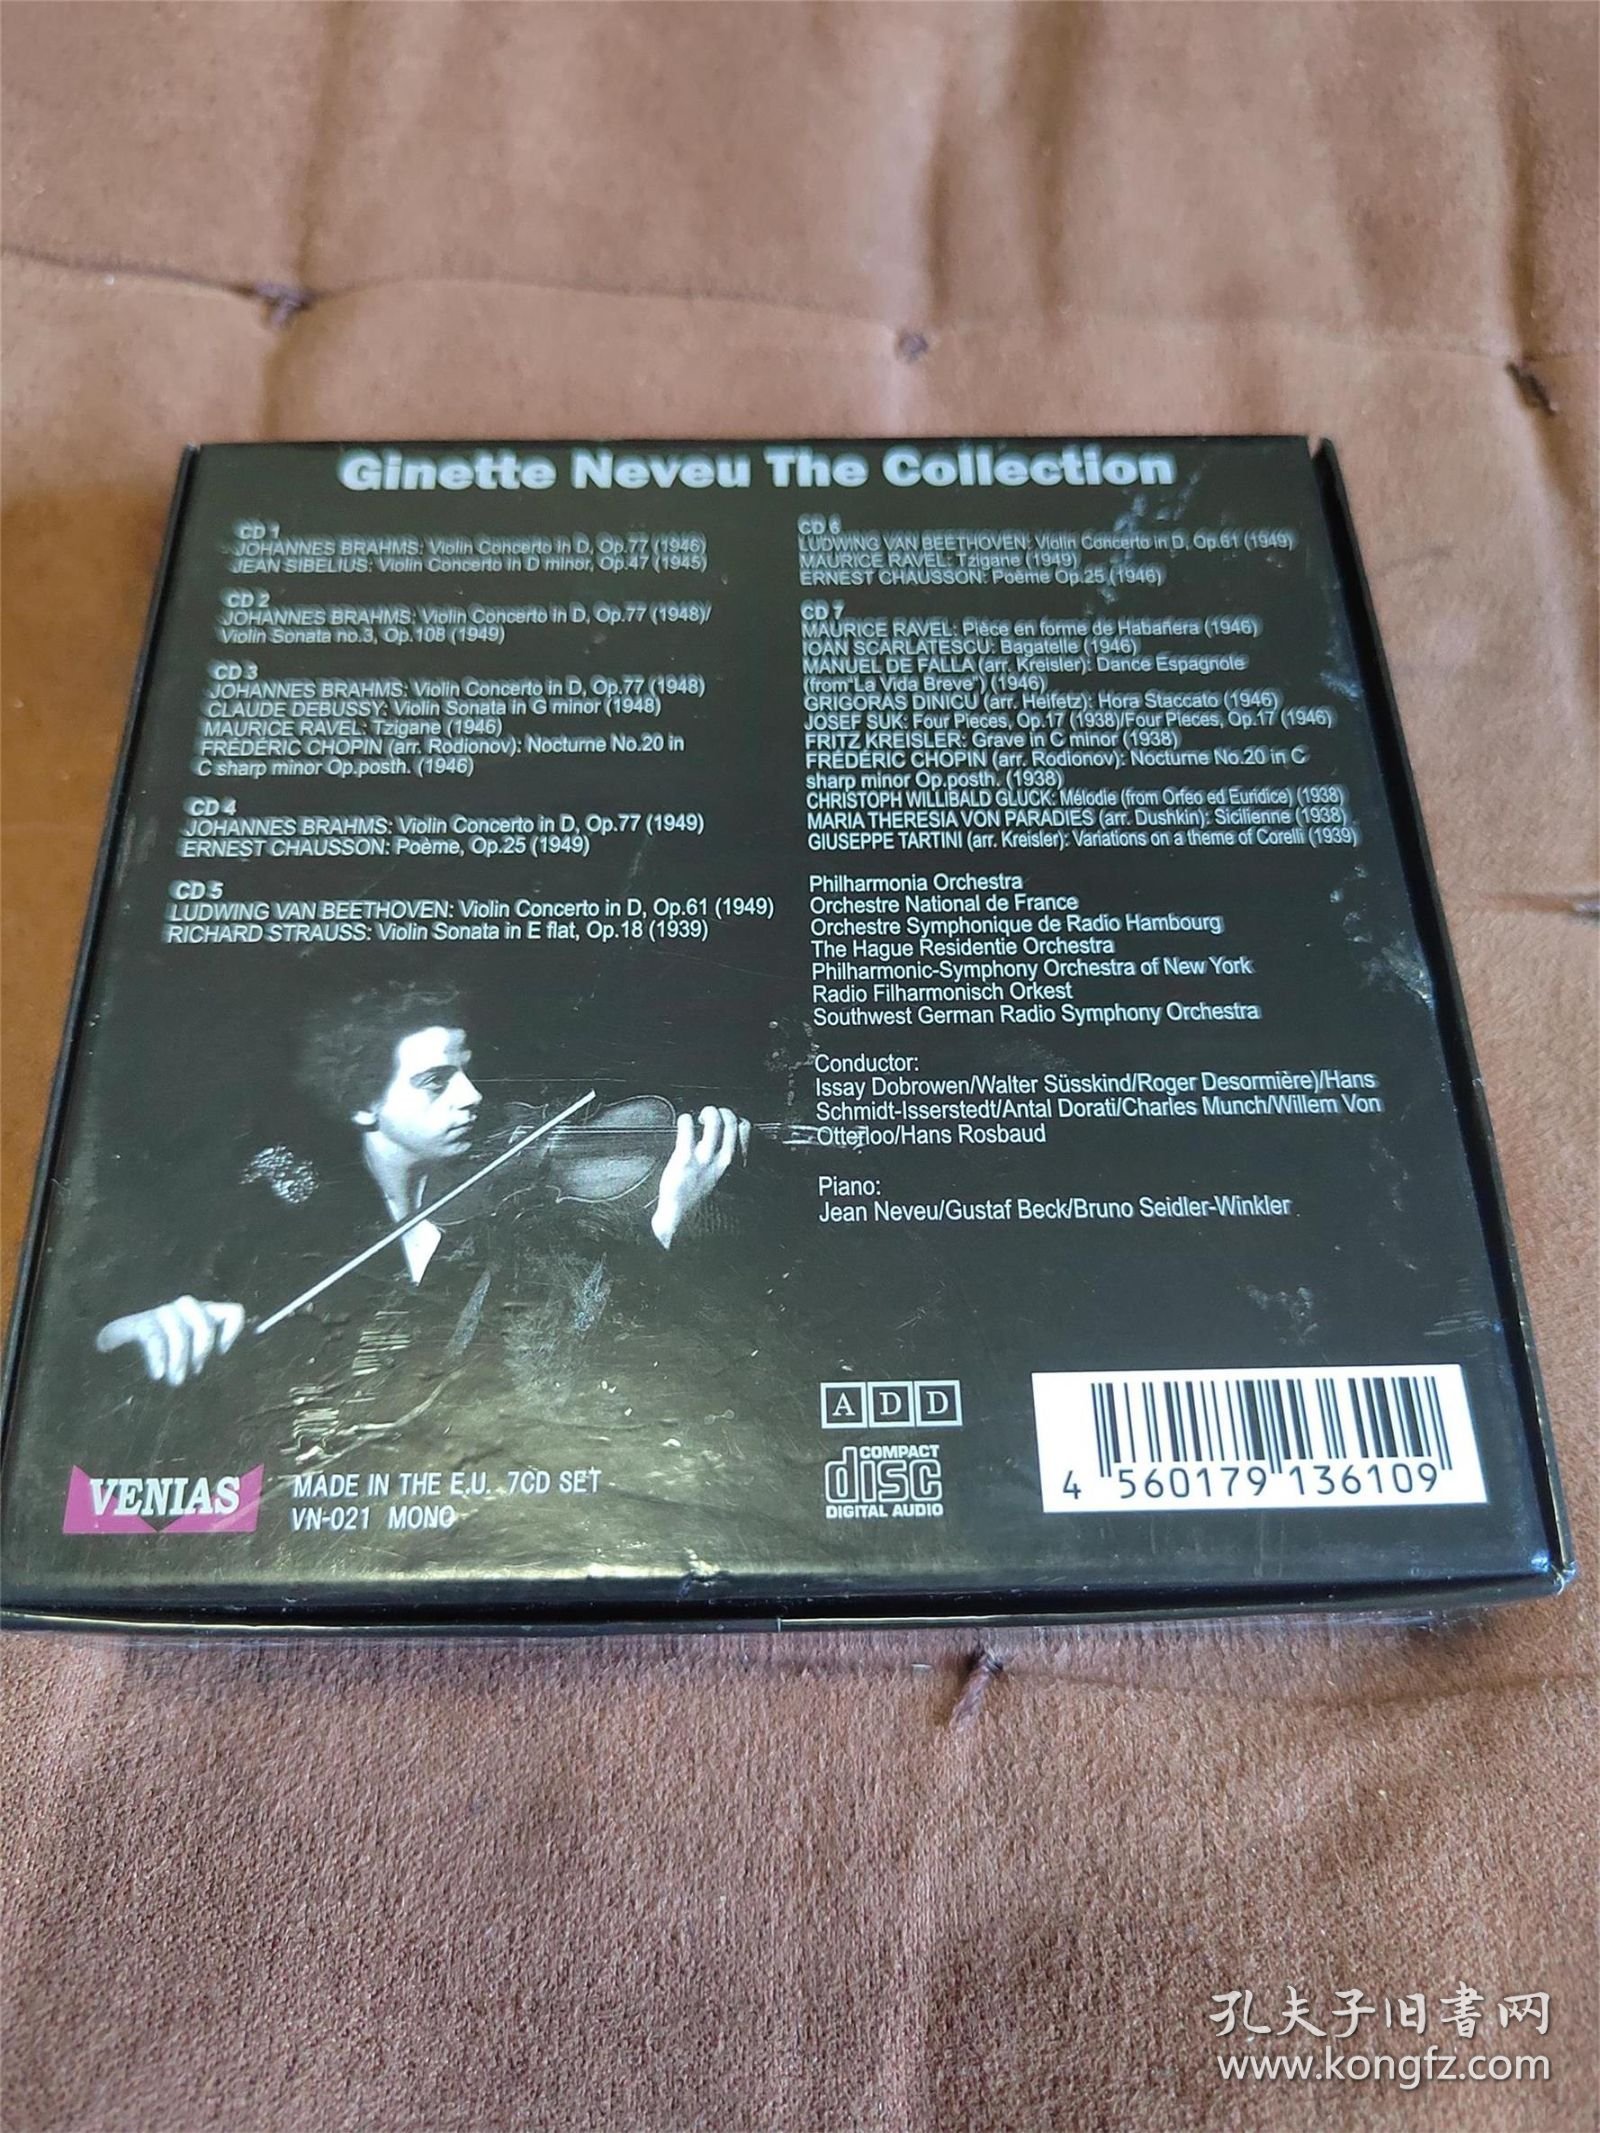 Ginette Neveu The Collection
CD 1
JOHANNES BRAHMS: Violin Concerto in D, Op.77 (1946)
JEAN SIBELIUS: Violin Concerto in D minor, Op.47 (1945)
CD 2
JOHANNES BRAHMS: Violin Concerto in D, Op.77 (1948)/
Violin Sonata no.3, Op.108 (1949)
CD 3
JOHANNES BRAHMS: Violin Concerto in D, Op.77 (1948)
CLAUDE DEBUSSY: Violin Sonata in G minor (1948)
MAURICE RAVEL: Tzigane (1946)
FRÉDÉRIC CHOPIN (arr. Rodionov): Nocturne No.20 in
C sharp minor Op.posth. (1946)
CD 4
JOHANNES BRAHMS: Violin Concerto in D, Op.77 (1949)
ERNEST CHAUSSON: Poème, Op.25 (1949)
CD 5
LUDWING VAN BEETHOVEN: Violin Concerto in D, Op.61 (1949)
RICHARD STRAUSS: Violin Sonata in E flat, Op.18 (1939)
CD 6
LUDWING VAN BEETHOVEN: Violin Concerto in D, Op.61 (1949)
MAURICE RAVEL: Tzigane (1949)
ERNEST CHAUSSON: Poème Op.25 (1946)
CD 7
MAURICE RAVEL: Pièce en forme de Habañera (1946)
IOAN SCARLATESCU: Bagatelle (1946)
MANUEL DE FALLA (arr. Kreisler): Dance Espagnole
(from"La Vida Breve") (1946)
GRIGORAS DINICU (arr. Heifetz): Hora Staccato (1946)
JOSEF SUK: Four Pieces, Op.17 (1938)/Four Pieces, Op.17 (1946)
FRITZ KREISLER: Grave in C minor (1938)
FRÉDÉRIC CHOPIN (arr. Rodionov): Nocturne No.20 in C
sharp minor Op.posth. (1938)
CHRISTOPH WILLIBALD GLUCK: Mélodie (from Orfeo ed Euridice) (1938)
MARIA THERESIA VON PARADIES (arr. Dushkin): Sicilienne (1938)
GIUSEPPE TARTINI (arr. Kreisler): Variations on a theme of Corelli (1939)
Philharmonia Orchestra
Orchestre National de France
Orchestre Symphonique de Radio Hambourg
The Hague Residentie Orchestra
Philharmonic-Symphony Orchestra of New York
Radio Filharmonisch Orkest
Southwest German Radio Symphony Orchestra
Conductor:
Issay Dobrowen/Walter Süsskind/Roger Desormière)/Hans
Schmidt-Isserstedt/Antal Dorati/Charles Munch/Willem Von
Otterloo/Hans Rosbaud
Piano:
Jean Neveu/Gustaf Beck/Bruno Seidler-Winkler
VENIAS
MADE IN THE E.U. 7CD SET
VN-021 MONO
A D D
COMPACT
disc
DIGITAL AUDIO
4 560179 136109
孔夫子旧書网
www.kongfz.com